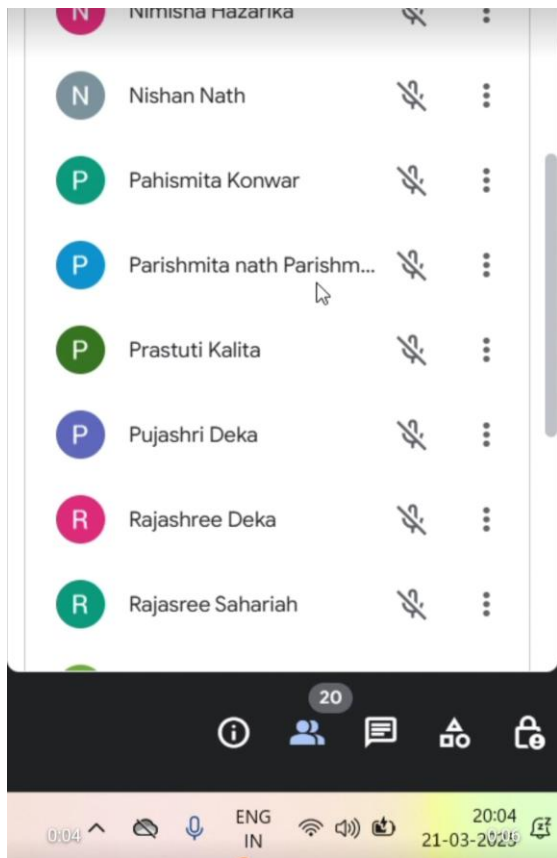 N Nimisha Hazarika
N Nishan Nath
P Pahismita Konwar
P Parishmita nath Parishm...
P Prastuti Kalita
P Pujashri Deka
R Rajashree Deka
R Rajasree Sahariah
20
0:04 ENG 20:04
IN 21-03-2025